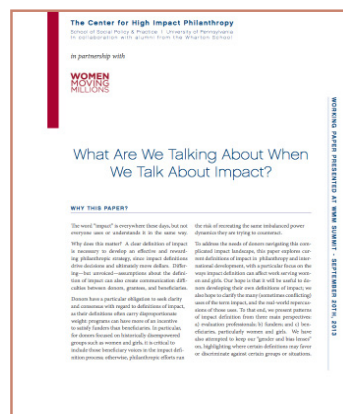 The Center for High Impact Philanthropy
School of Social Policy & Practice | University of Pennsylvania
In collaboration with alumni from the Wharton School
in partnership with
WOMEN
MOVING
MILLIONS
What Are We Talking About When
We Talk About Impact?
WHY THIS PAPER?
The word "impact" is everywhere these days, but not
everyone uses or understands it in the same way.
Why does this matter? A clear definition of impact
is necessary to develop an effective and reward-
ing philanthropic strategy, since impact definitions
drive decisions and ultimately move dollars. Differ-
ing—but unvoiced—assumptions about the defini-
tion of impact can also create communication diffi-
culties between donors, grantees, and beneficiaries.
Donors have a particular obligation to seek clarity
and consensus with regard to definitions of impact,
as their definitions often carry disproportionate
weight: programs can have more of an incentive
to satisfy funders than beneficiaries. In particular,
for donors focused on historically disempowered
groups such as women and girls, it is critical to
include those beneficiary voices in the impact defi-
nition process; otherwise, philanthropic efforts run
the risk of recreating the same imbalanced power
dynamics they are trying to counteract.
To address the needs of donors navigating this com-
plicated impact landscape, this paper explores cur-
rent definitions of impact in philanthropy and inter-
national development, with a particular focus on the
ways impact definition can affect work serving wom-
en and girls. Our hope is that it will be useful to do-
nors developing their own definitions of impact; we
also hope to clarify the many (sometimes conflicting)
uses of the term impact, and the real-world repercus-
sions of those uses. To that end, we present patterns
of impact definition from three main perspectives:
a) evaluation professionals; b) funders; and c) ben-
eficiaries, particularly women and girls. We have
also attempted to keep our "gender and bias lenses"
on, highlighting where certain definitions may favor
or discriminate against certain groups or situations.
WORKING PAPER PRESENTED AT WMM SUMMIT - SEPTEMBER 20TH, 2013